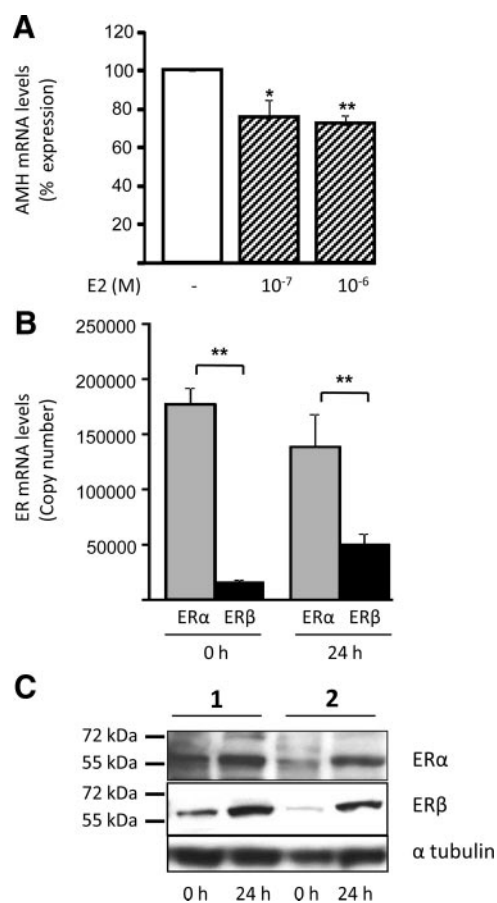 A
AMH mRNA levels
(% expression)
120
100
80
60
40
20
*
**
E2 (M)
-
10⁻⁷
10⁻⁶
B
ER mRNA levels
(Copy number)
250000
200000
150000
100000
50000
**
**
ERα ERβ ERα ERβ
0 h 24 h
C
1 2
72 kDa
55 kDa
ERα
72 kDa
55 kDa
ERβ
α tubulin
0 h 24 h 0 h 24 h